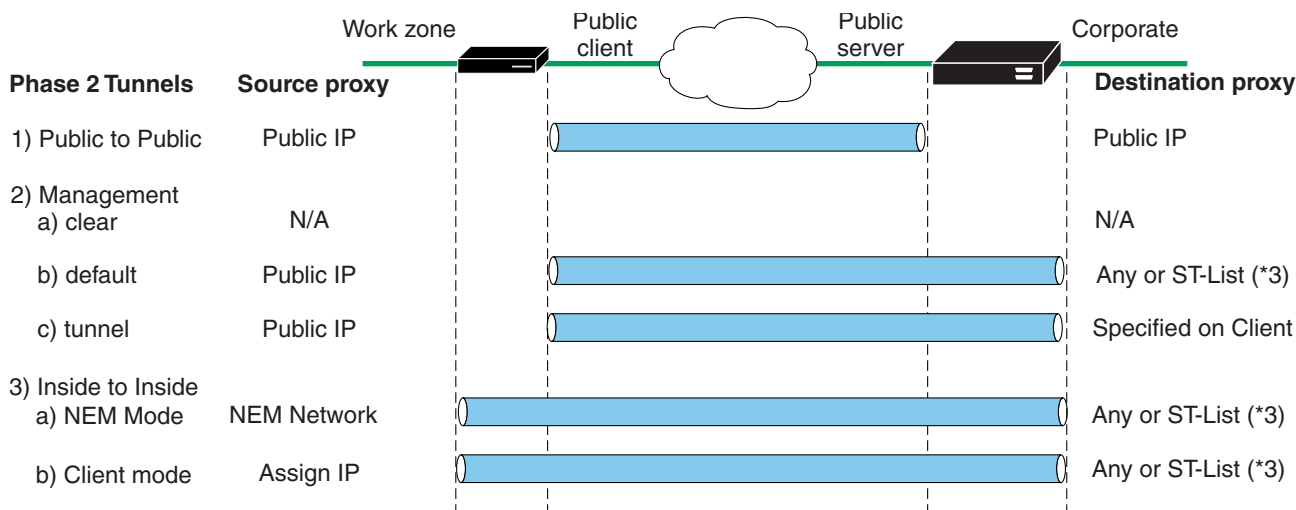 Work zone
Public client
Public server
Corporate
Phase 2 Tunnels Source proxy Destination proxy
1) Public to Public Public IP Public IP
2) Management
a) clear N/A N/A
b) default Public IP Any or ST-List (*3)
c) tunnel Public IP Specified on Client
3) Inside to Inside
a) NEM Mode NEM Network Any or ST-List (*3)
b) Client mode Assign IP Any or ST-List (*3)